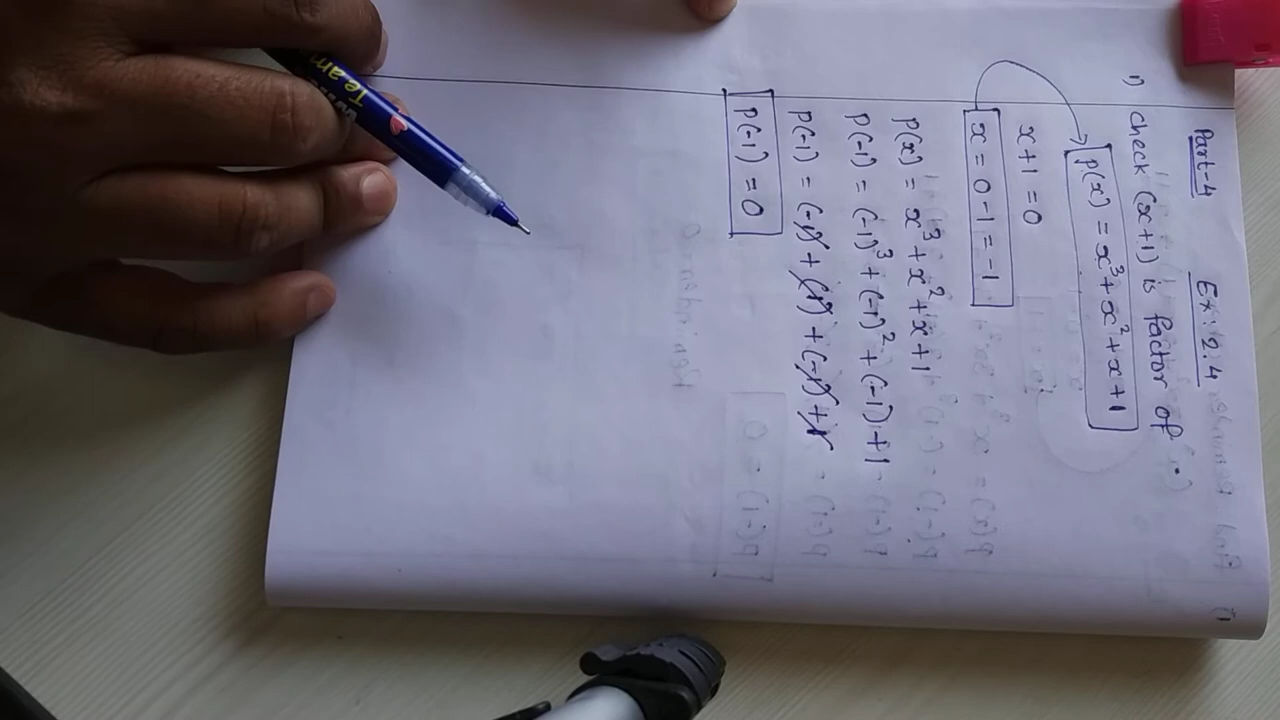 Part-4 Ex: 2.4
1) Check (x+1) is factor of
p(x) = x³ + x² + x + 1
x + 1 = 0
x = 0 - 1 = -1
p(x) = x³ + x² + x + 1
p(-1) = (-1)³ + (-1)² + (-1) + 1
p(-1) = (-1) + (1) + (-1) + 1
p(-1) = 0
Team